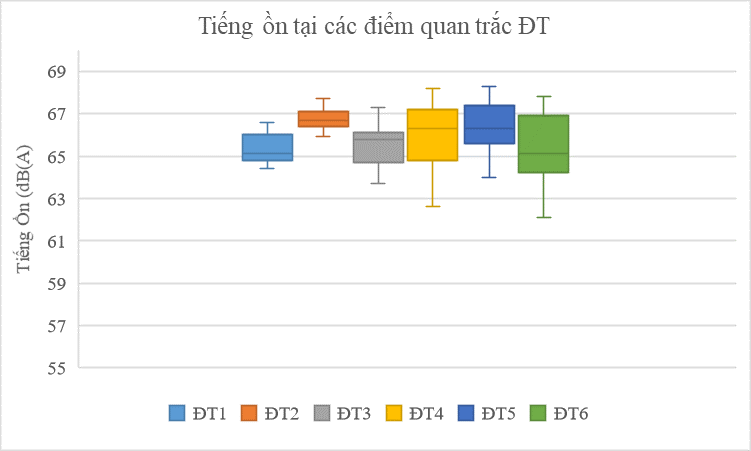 Tiếng ồn tại các điểm quan trắc ĐT
Tiếng Ồn (dB(A)
69
67
65
63
61
59
57
55
ĐT1 ĐT2 ĐT3 ĐT4 ĐT5 ĐT6